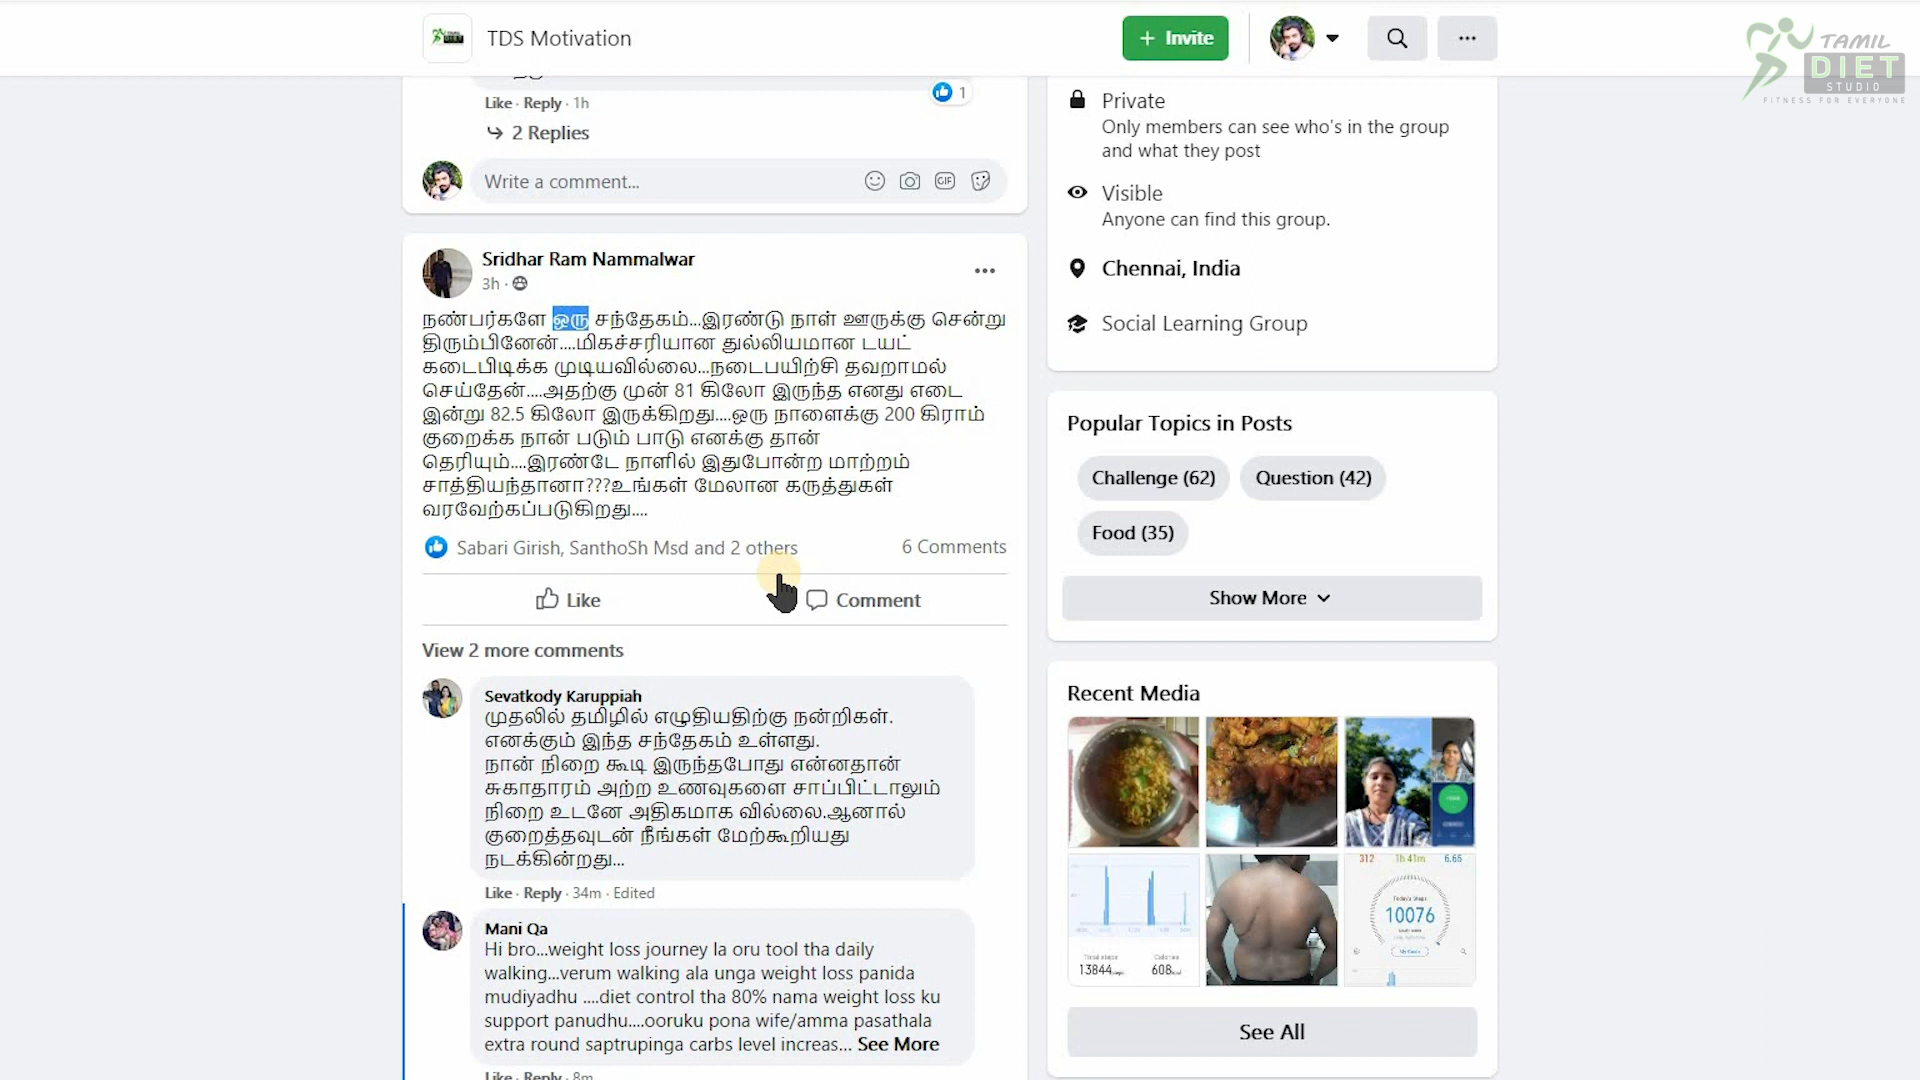 TDS Motivation
+ Invite
TAMIL
DIET
STUDIO
FITNESS FOR EVERYONE
Like · Reply · 1h
1
2 Replies
Write a comment...
GIF
Sridhar Ram Nammalwar
3h ·
நண்பர்களே ஒரு சந்தேகம்...இரண்டு நாள் ஊருக்கு சென்று
திரும்பினேன்....மிகச்சரியான துல்லியமான டயட்
கடைபிடிக்க முடியவில்லை...நடைபயிற்சி தவறாமல்
செய்தேன்....அதற்கு முன் 81 கிலோ இருந்த எனது எடை
இன்று 82.5 கிலோ இருக்கிறது....ஒரு நாளைக்கு 200 கிராம்
குறைக்க நான் படும் பாடு எனக்கு தான்
தெரியும்....இரண்டே நாளில் இதுபோன்ற மாற்றம்
சாத்தியந்தானா???உங்கள் மேலான கருத்துகள்
வரவேற்கப்படுகிறது....
Sabari Girish, SanthoSh Msd and 2 others
6 Comments
Like
Comment
View 2 more comments
Sevatkody Karuppiah
முதலில் தமிழில் எழுதியதிற்கு நன்றிகள்.
எனக்கும் இந்த சந்தேகம் உள்ளது.
நான் நிறை கூடி இருந்தபோது என்னதான்
சுகாதாரம் அற்ற உணவுகளை சாப்பிட்டாலும்
நிறை உடனே அதிகமாக வில்லை.ஆனால்
குறைத்தவுடன் நீங்கள் மேற்கூறியது
நடக்கின்றது...
Like · Reply · 34m · Edited
Mani Qa
Hi bro...weight loss journey la oru tool tha daily
walking...verum walking ala unga weight loss panida
mudiyadhu ....diet control tha 80% nama weight loss ku
support panudhu....ooruku pona wife/amma pasathala
extra round saptrupinga carbs level increas... See More
Like · Reply · 8m
Private
Only members can see who's in the group
and what they post
Visible
Anyone can find this group.
Chennai, India
Social Learning Group
Popular Topics in Posts
Challenge (62)
Question (42)
Food (35)
Show More
Recent Media
Total steps
Calories
13844 steps
608 kcal
312
1h 41m
6.65
Today's Steps
10076
See All